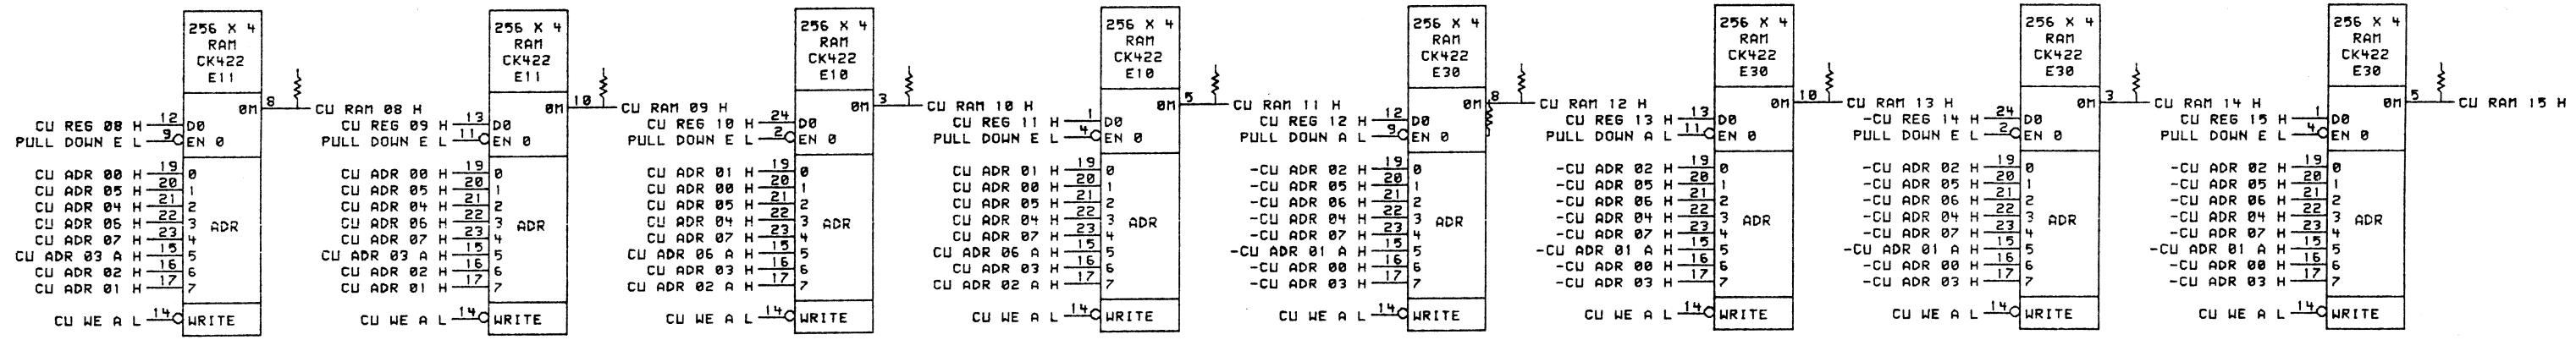 256 X 4
RAM
CK422
E11
0M
8
CU RAM 08 H
CU REG 08 H 12 D0
PULL DOWN E L 9 EN 0
CU ADR 00 H 19 0
CU ADR 05 H 20 1
CU ADR 04 H 21 2
CU ADR 06 H 22 3 ADR
CU ADR 07 H 23 4
CU ADR 03 A H 15 5
CU ADR 02 H 16 6
CU ADR 01 H 17 7
CU WE A L 14 WRITE
256 X 4
RAM
CK422
E11
0M
10
CU RAM 09 H
CU REG 09 H 13 D0
PULL DOWN E L 11 EN 0
CU ADR 00 H 19 0
CU ADR 05 H 20 1
CU ADR 04 H 21 2
CU ADR 06 H 22 3 ADR
CU ADR 07 H 23 4
CU ADR 03 A H 15 5
CU ADR 02 H 16 6
CU ADR 01 H 17 7
CU WE A L 14 WRITE
256 X 4
RAM
CK422
E10
0M
3
CU RAM 10 H
CU REG 10 H 24 D0
PULL DOWN E L 2 EN 0
CU ADR 01 H 19 0
CU ADR 00 H 20 1
CU ADR 05 H 21 2
CU ADR 04 H 22 3 ADR
CU ADR 07 H 23 4
CU ADR 06 A H 15 5
CU ADR 03 H 16 6
CU ADR 02 A H 17 7
CU WE A L 14 WRITE
256 X 4
RAM
CK422
E10
0M
5
CU RAM 11 H
CU REG 11 H 1 D0
PULL DOWN E L 4 EN 0
CU ADR 01 H 19 0
CU ADR 00 H 20 1
CU ADR 05 H 21 2
CU ADR 04 H 22 3 ADR
CU ADR 07 H 23 4
CU ADR 06 A H 15 5
CU ADR 03 H 16 6
CU ADR 02 A H 17 7
CU WE A L 14 WRITE
256 X 4
RAM
CK422
E30
0M
8
CU RAM 12 H
CU REG 12 H 12 D0
PULL DOWN A L 9 EN 0
-CU ADR 02 H 19 0
-CU ADR 05 H 20 1
-CU ADR 06 H 21 2
-CU ADR 04 H 22 3 ADR
-CU ADR 07 H 23 4
-CU ADR 01 A H 15 5
-CU ADR 00 H 16 6
-CU ADR 03 H 17 7
CU WE A L 14 WRITE
256 X 4
RAM
CK422
E30
0M
10
CU RAM 13 H
CU REG 13 H 13 D0
PULL DOWN A L 11 EN 0
-CU ADR 02 H 19 0
-CU ADR 05 H 20 1
-CU ADR 06 H 21 2
-CU ADR 04 H 22 3 ADR
-CU ADR 07 H 23 4
-CU ADR 01 A H 15 5
-CU ADR 00 H 16 6
-CU ADR 03 H 17 7
CU WE A L 14 WRITE
256 X 4
RAM
CK422
E30
0M
3
CU RAM 14 H
-CU REG 14 H 24 D0
PULL DOWN E L 2 EN 0
-CU ADR 02 H 19 0
-CU ADR 05 H 20 1
-CU ADR 06 H 21 2
-CU ADR 04 H 22 3 ADR
-CU ADR 07 H 23 4
-CU ADR 01 A H 15 5
-CU ADR 00 H 16 6
-CU ADR 03 H 17 7
CU WE A L 14 WRITE
256 X 4
RAM
CK422
E30
0M
5
CU RAM 15 H
CU REG 15 H 1 D0
PULL DOWN E L 4 EN 0
-CU ADR 02 H 19 0
-CU ADR 05 H 20 1
-CU ADR 06 H 21 2
-CU ADR 04 H 22 3 ADR
-CU ADR 07 H 23 4
-CU ADR 01 A H 15 5
-CU ADR 00 H 16 6
-CU ADR 03 H 17 7
CU WE A L 14 WRITE